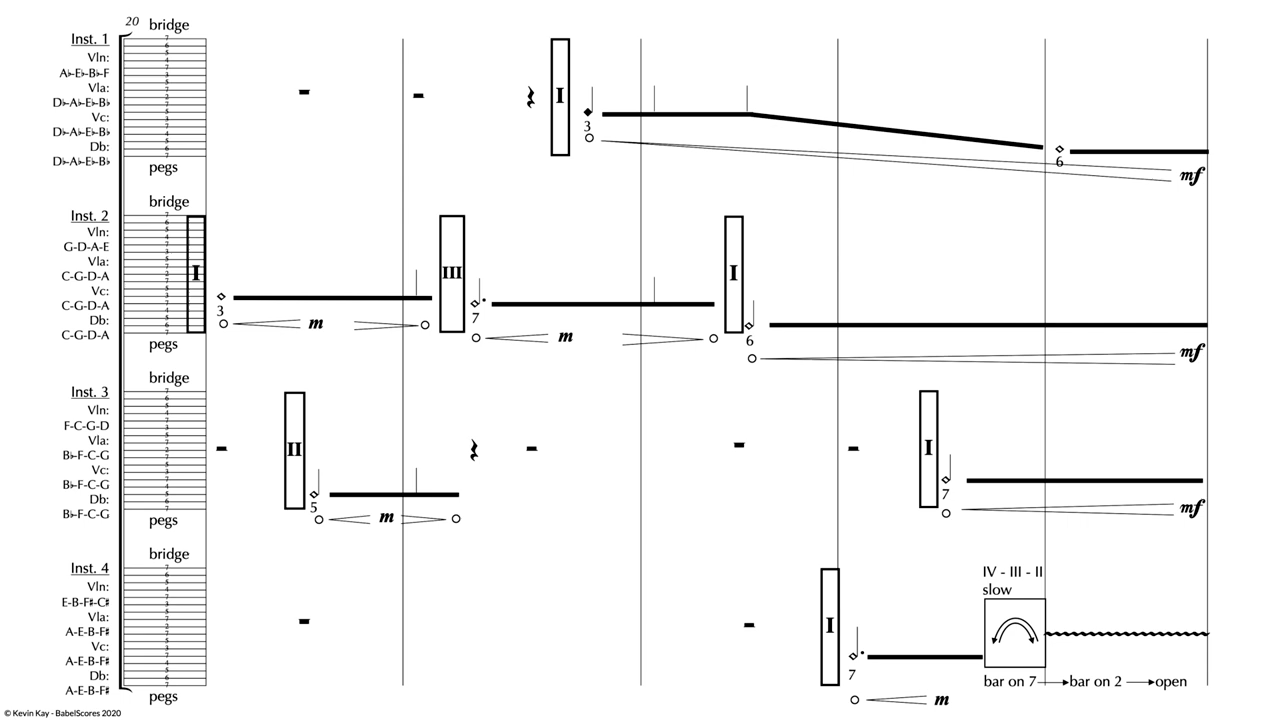 20
bridge
Inst. 1
Vln:
A♭-E♭-B♭-F
Vla:
D♭-A♭-E♭-B♭
Vc:
D♭-A♭-E♭-B♭
Db:
D♭-A♭-E♭-B♭
pegs
I
3
6
mf
bridge
Inst. 2
Vln:
G-D-A-E
Vla:
C-G-D-A
Vc:
C-G-D-A
Db:
C-G-D-A
pegs
I
3
m
III
7
m
I
6
mf
bridge
Inst. 3
Vln:
F-C-G-D
Vla:
B♭-F-C-G
Vc:
B♭-F-C-G
Db:
B♭-F-C-G
pegs
II
5
m
I
7
mf
bridge
Inst. 4
Vln:
E-B-F♯-C♯
Vla:
A-E-B-F♯
Vc:
A-E-B-F♯
Db:
A-E-B-F♯
pegs
I
7
m
IV - III - II
slow
bar on 7 bar on 2 open
© Kevin Kay - BabelScores 2020